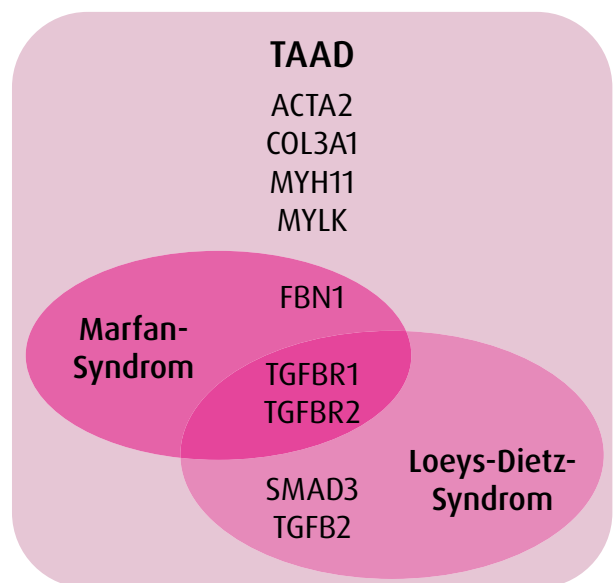 TAAD
ACTA2
COL3A1
MYH11
MYLK
FBN1
Marfan-
Syndrom
TGFBR1
TGFBR2
Loeys-Dietz-
Syndrom
SMAD3
TGFB2